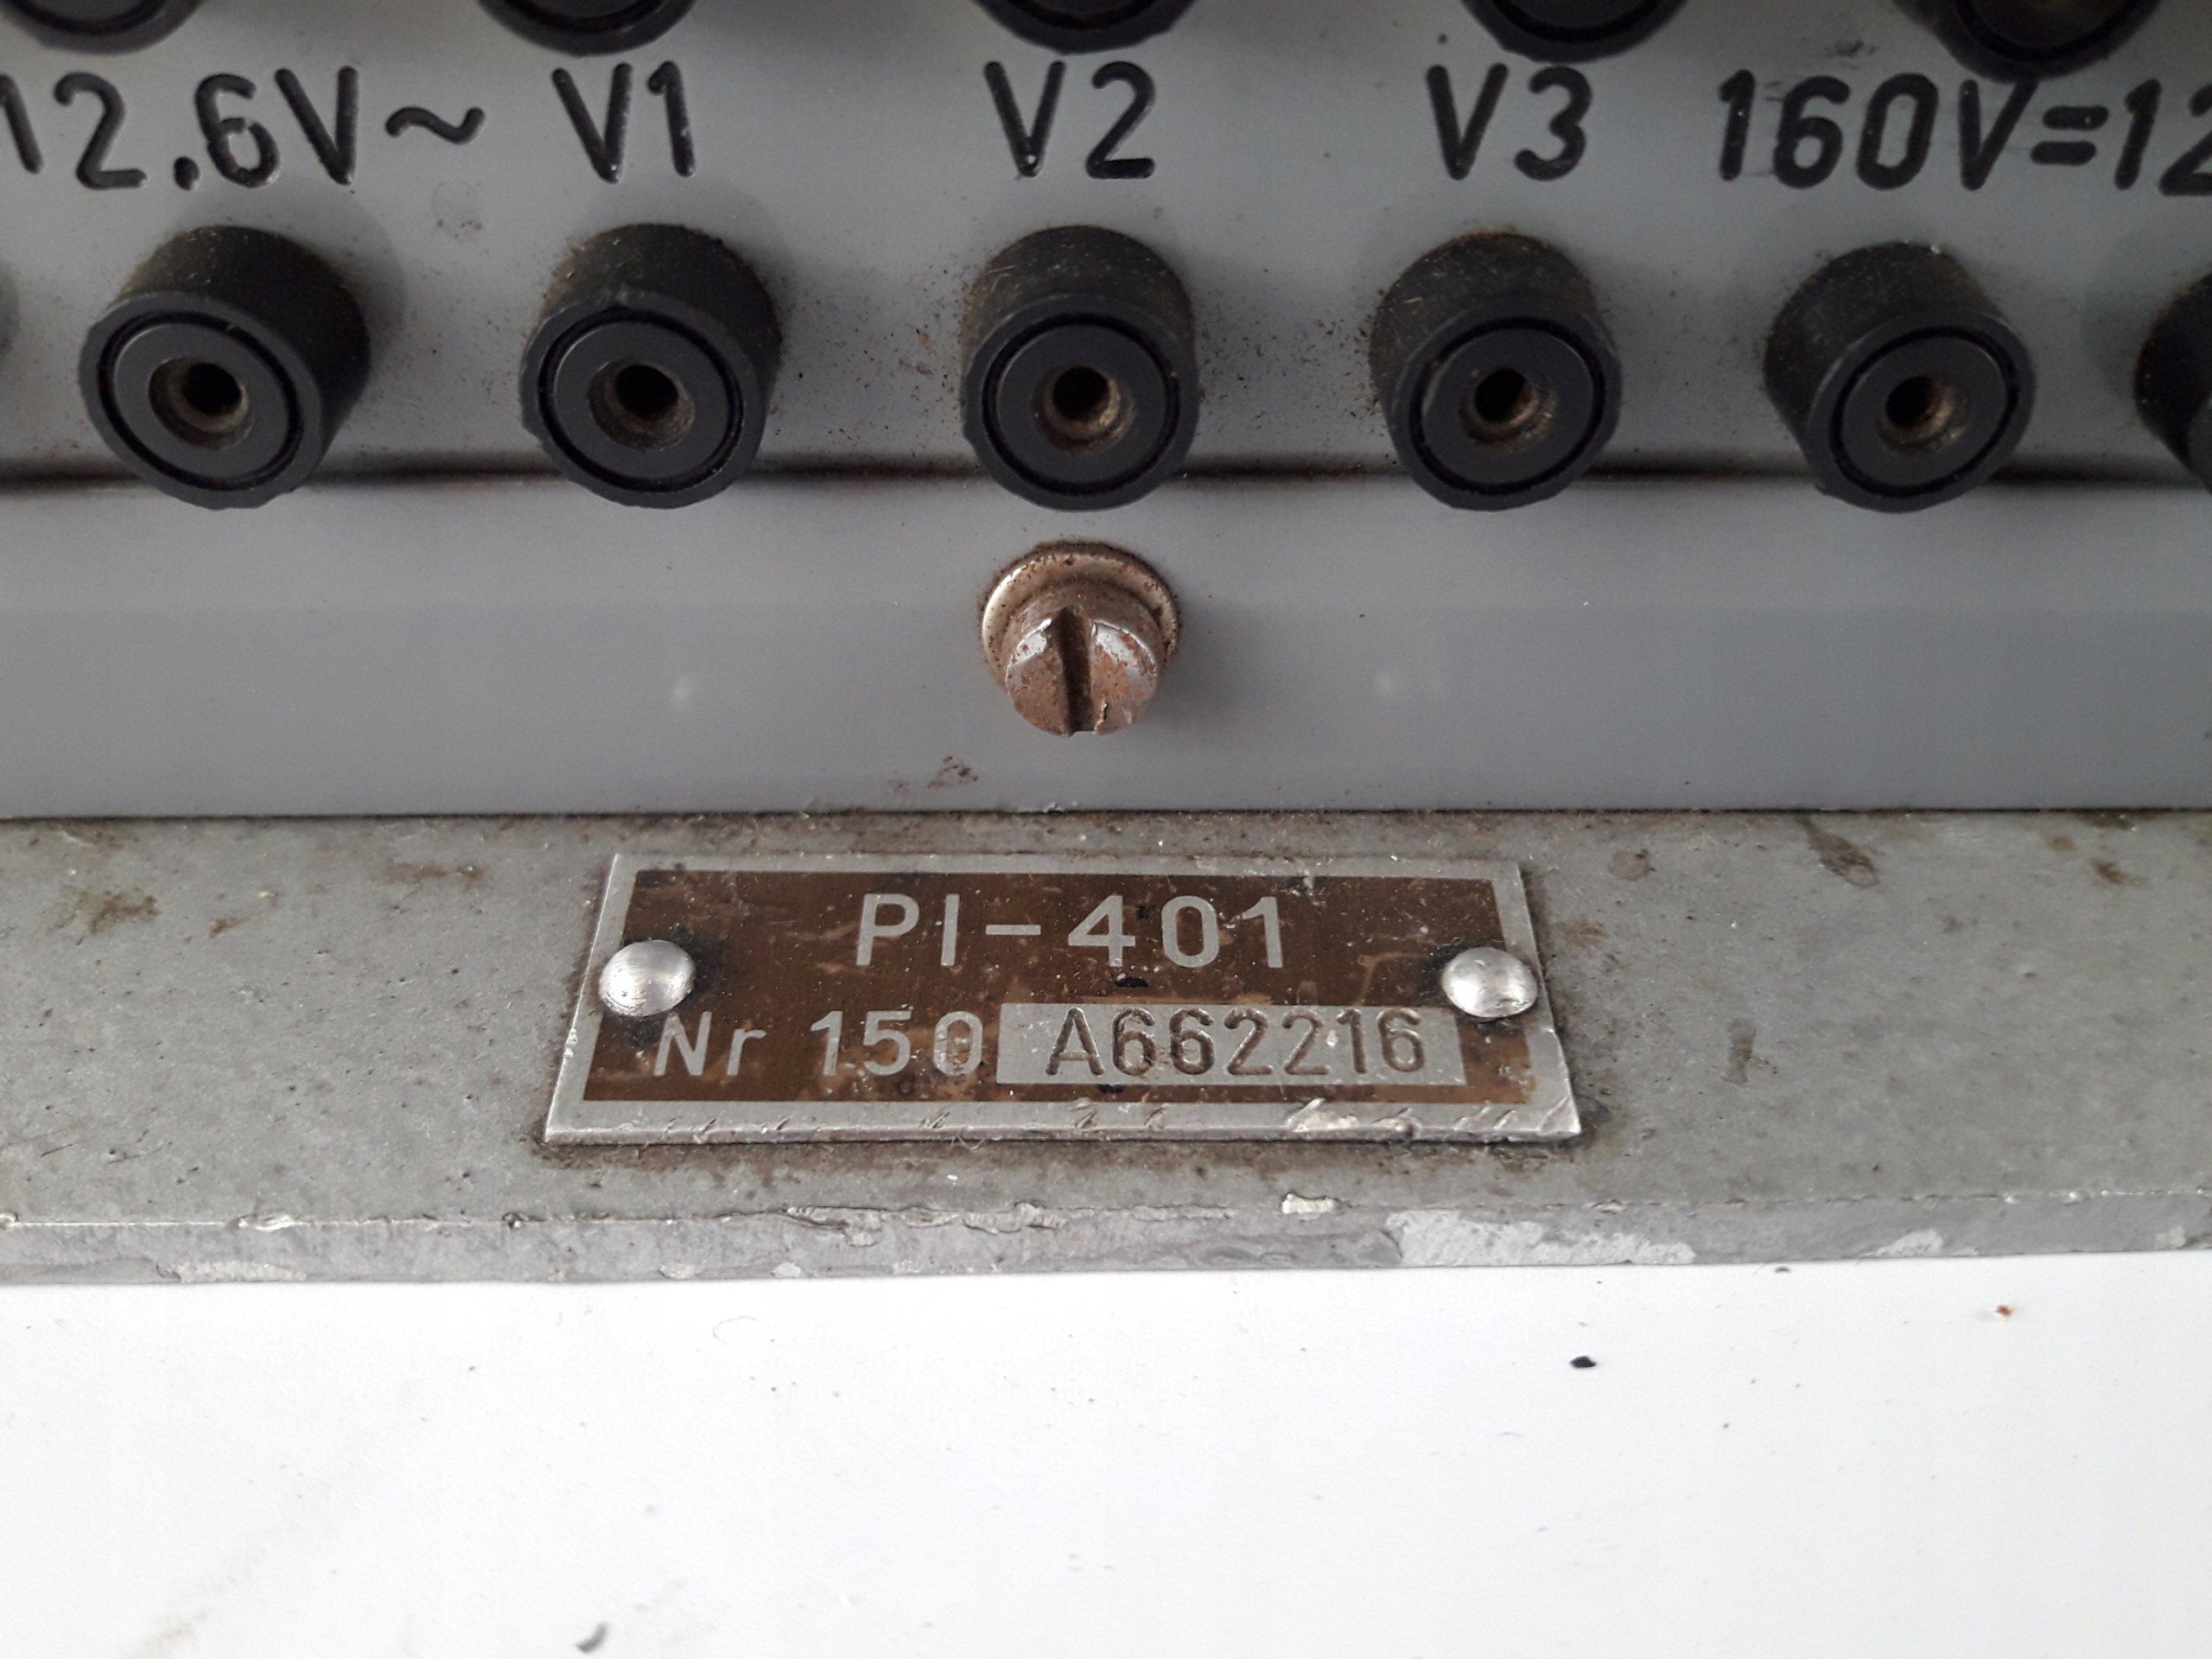 12.6V~ V1 V2 V3 160V=12
PI-401
Nr 150 A662216